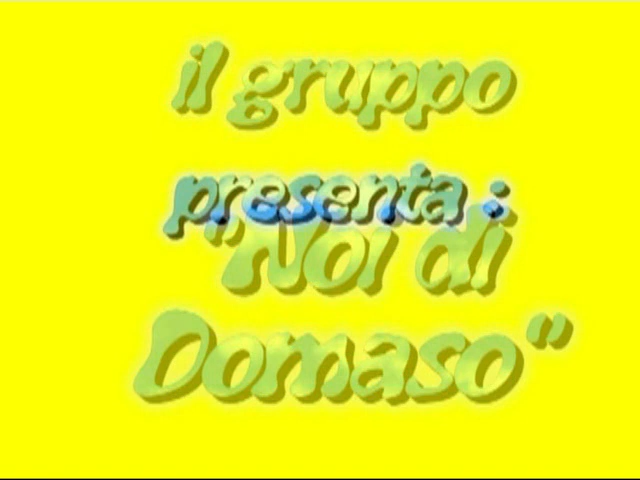 il gruppo
presenta :
"Noi di
Domaso"